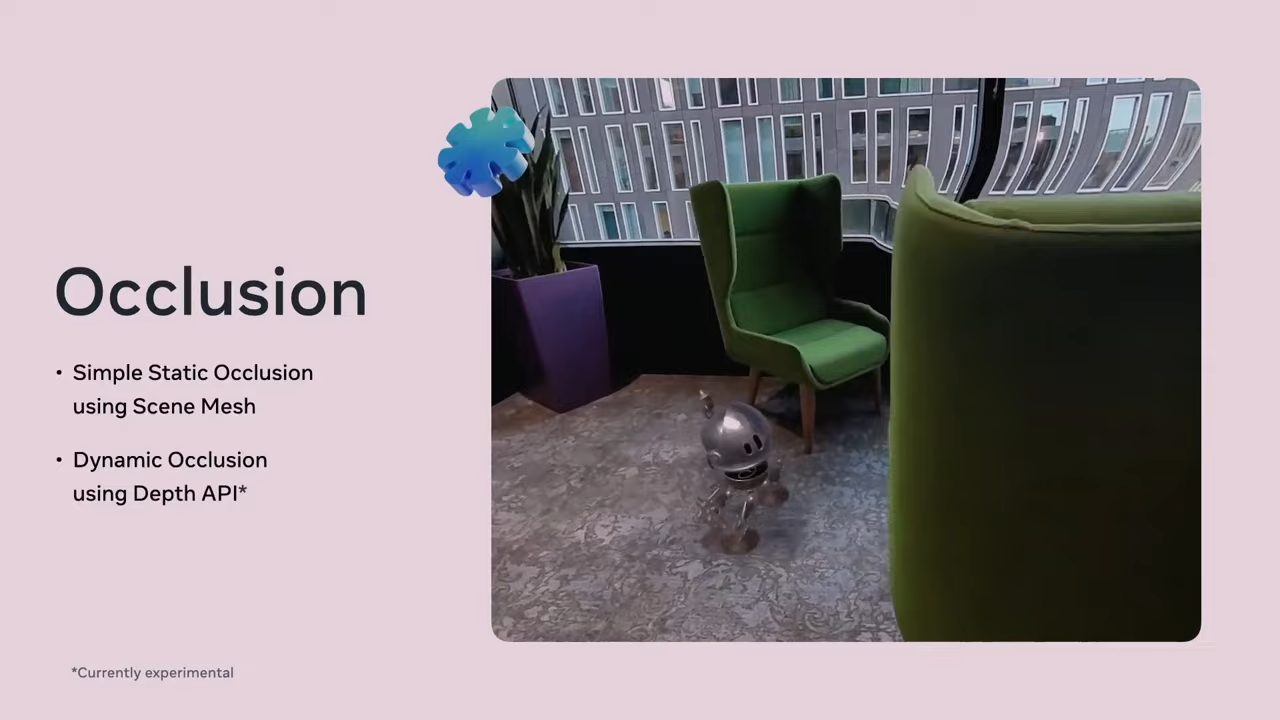 Occlusion
• Simple Static Occlusion
using Scene Mesh
• Dynamic Occlusion
using Depth API*
*Currently experimental